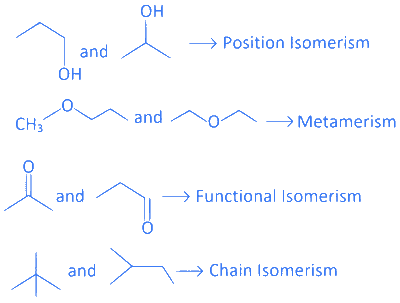 OH
and → Position Isomerism
OH
O
CH₃ and O → Metamerism
O
and → Functional Isomerism
O
and → Chain Isomerism